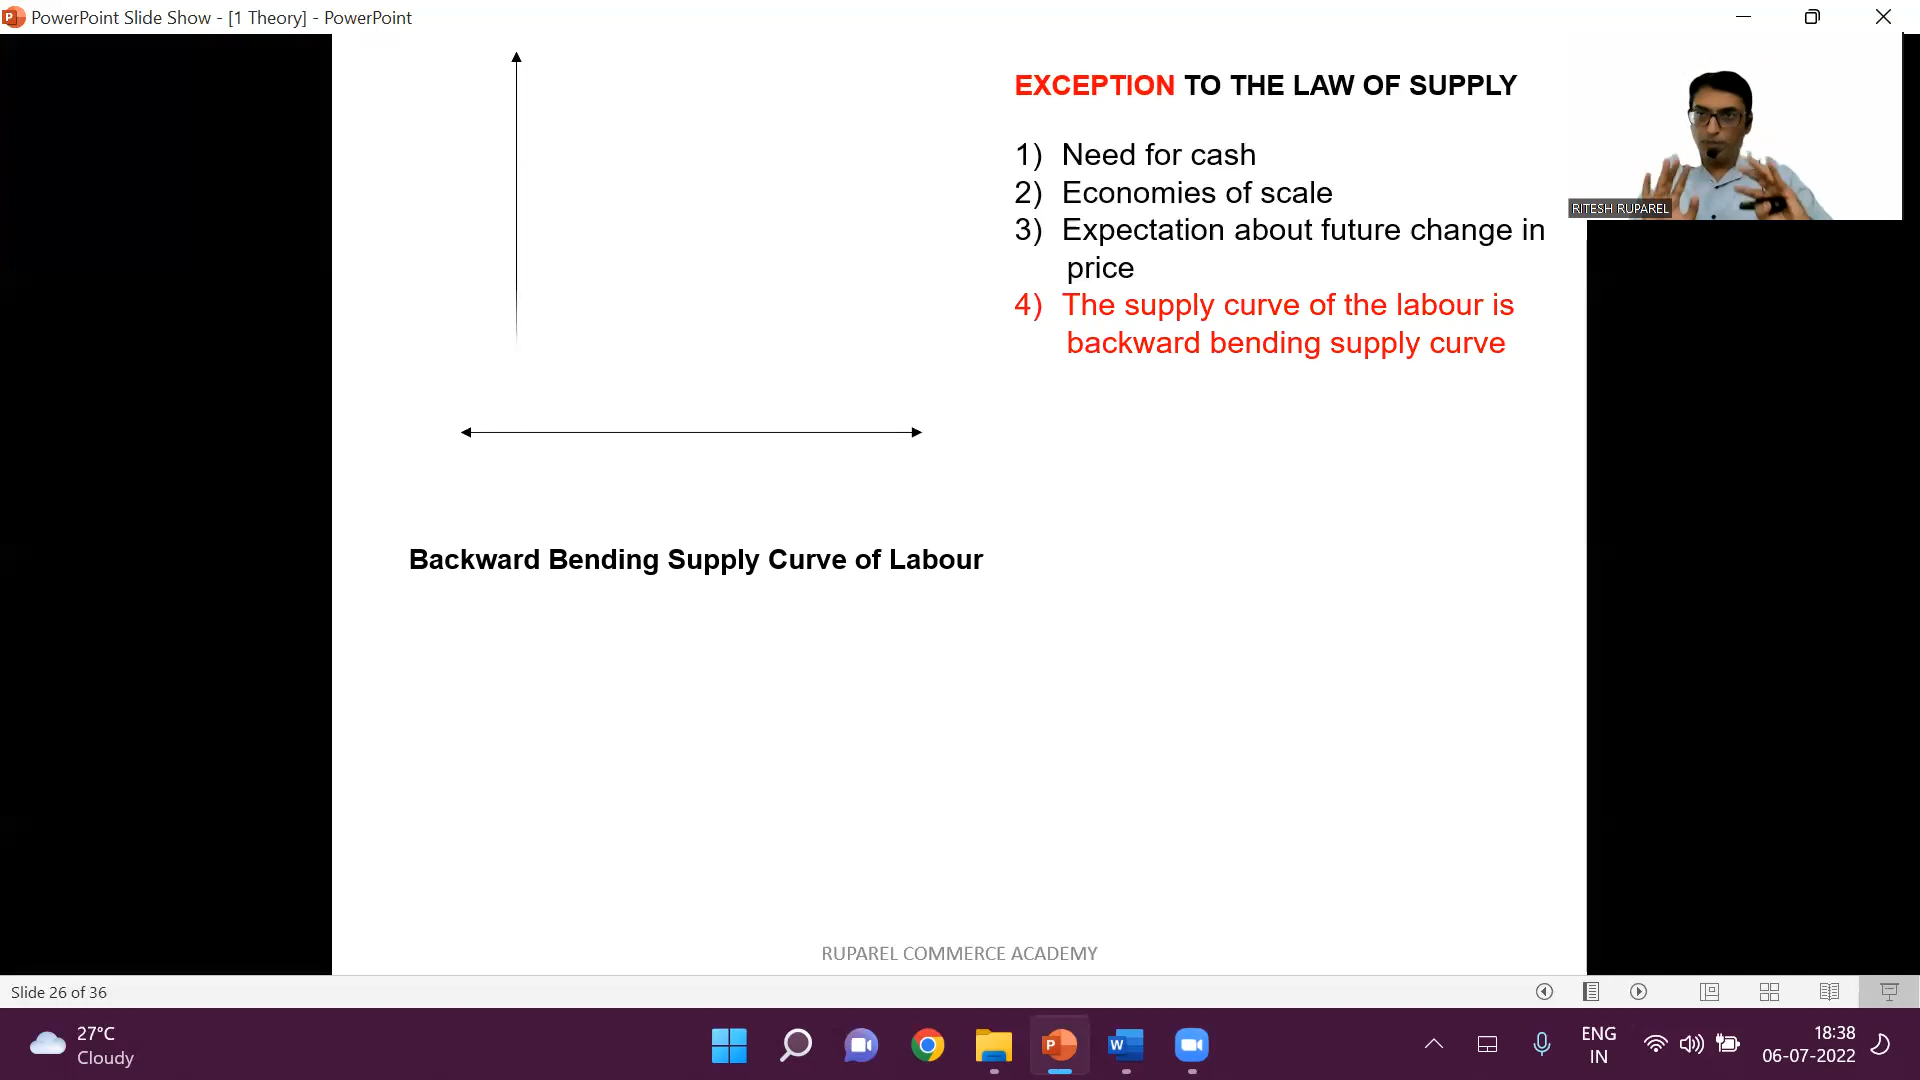 PowerPoint Slide Show - [1 Theory] - PowerPoint
EXCEPTION TO THE LAW OF SUPPLY
1) Need for cash
2) Economies of scale
3) Expectation about future change in
price
4) The supply curve of the labour is
backward bending supply curve
RITESH RUPAREL
Backward Bending Supply Curve of Labour
RUPAREL COMMERCE ACADEMY
Slide 26 of 36
27°C
Cloudy
ENG
IN
18:38
06-07-2022